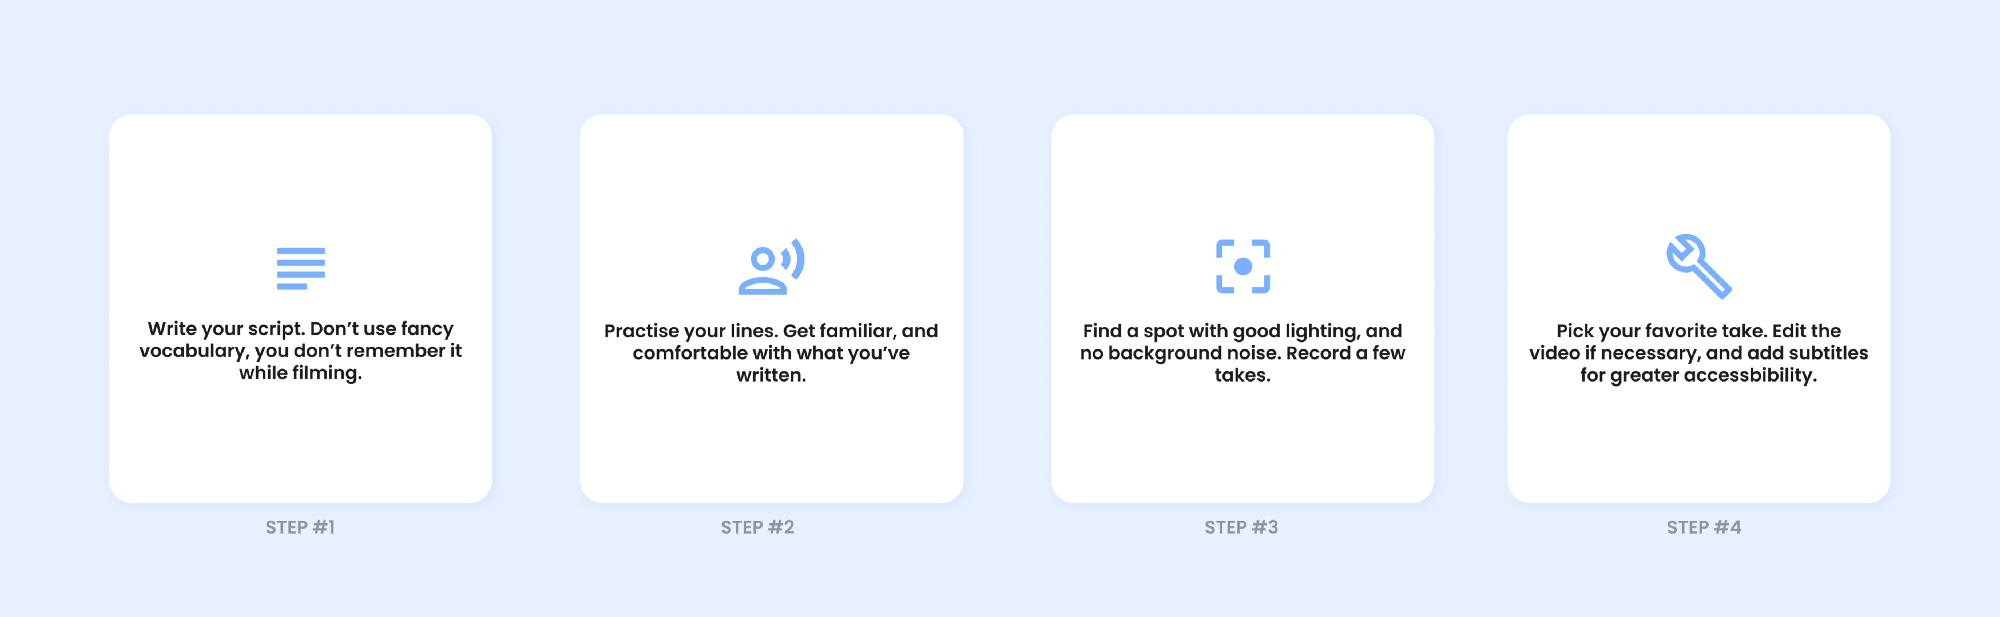 Write your script. Don’t use fancy
vocabulary, you don’t remember it
while filming.
STEP #1
Practise your lines. Get familiar, and
comfortable with what you’ve
written.
STEP #2
Find a spot with good lighting, and
no background noise. Record a few
takes.
STEP #3
Pick your favorite take. Edit the
video if necessary, and add subtitles
for greater accessbibility.
STEP #4